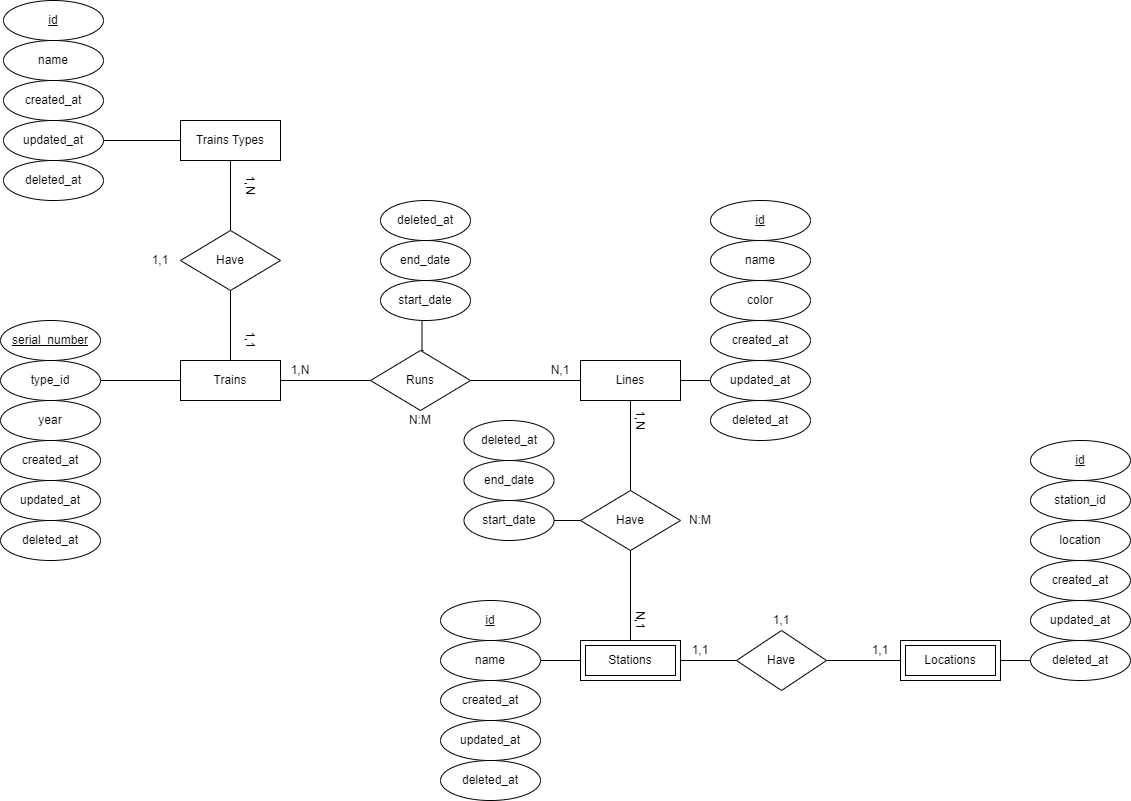 id
name
created_at
updated_at
deleted_at
Trains Types
1,N
Have
1,1
1,1
serial_number
type_id
year
created_at
updated_at
deleted_at
Trains
1,N
deleted_at
end_date
start_date
Runs
N:M
N,1
Lines
id
name
color
created_at
updated_at
deleted_at
1,N
deleted_at
end_date
start_date
Have
N:M
N,1
id
name
created_at
updated_at
deleted_at
Stations
1,1
1,1
Have
1,1
Locations
id
station_id
location
created_at
updated_at
deleted_at